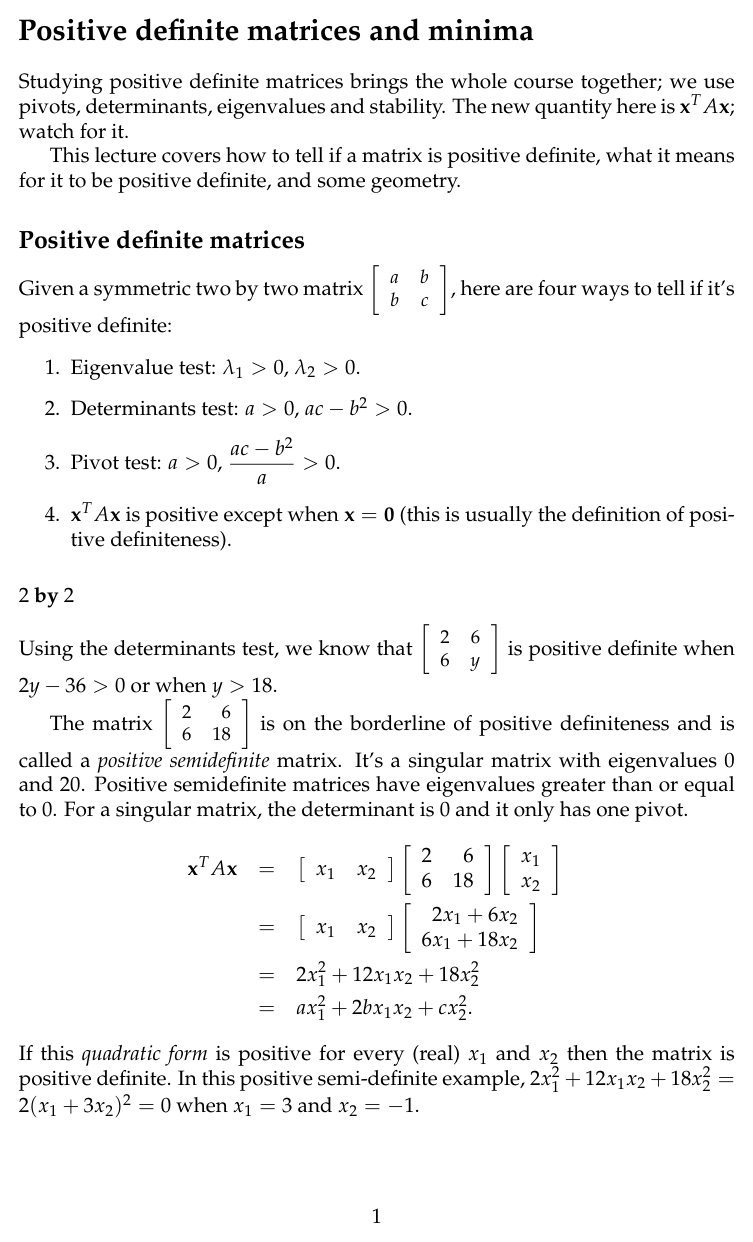 Positive definite matrices and minima
Studying positive definite matrices brings the whole course together; we use
pivots, determinants, eigenvalues and stability. The new quantity here is x^T Ax;
watch for it.
This lecture covers how to tell if a matrix is positive definite, what it means
for it to be positive definite, and some geometry.
Positive definite matrices
Given a symmetric two by two matrix [ a b ; b c ], here are four ways to tell if it's
positive definite:
1. Eigenvalue test: λ₁ > 0, λ₂ > 0.
2. Determinants test: a > 0, ac − b² > 0.
3. Pivot test: a > 0, (ac − b²)/a > 0.
4. x^T Ax is positive except when x = 0 (this is usually the definition of posi-
tive definiteness).
2 by 2
Using the determinants test, we know that [ 2 6 ; 6 y ] is positive definite when
2y − 36 > 0 or when y > 18.
The matrix [ 2 6 ; 6 18 ] is on the borderline of positive definiteness and is
called a positive semidefinite matrix. It's a singular matrix with eigenvalues 0
and 20. Positive semidefinite matrices have eigenvalues greater than or equal
to 0. For a singular matrix, the determinant is 0 and it only has one pivot.
x^T Ax = [ x₁ x₂ ] [ 2 6 ; 6 18 ] [ x₁ ; x₂ ]
= [ x₁ x₂ ] [ 2x₁ + 6x₂ ; 6x₁ + 18x₂ ]
= 2x₁² + 12x₁x₂ + 18x₂²
= ax₁² + 2bx₁x₂ + cx₂².
If this quadratic form is positive for every (real) x₁ and x₂ then the matrix is
positive definite. In this positive semi-definite example, 2x₁² + 12x₁x₂ + 18x₂² =
2(x₁ + 3x₂)² = 0 when x₁ = 3 and x₂ = −1.
1